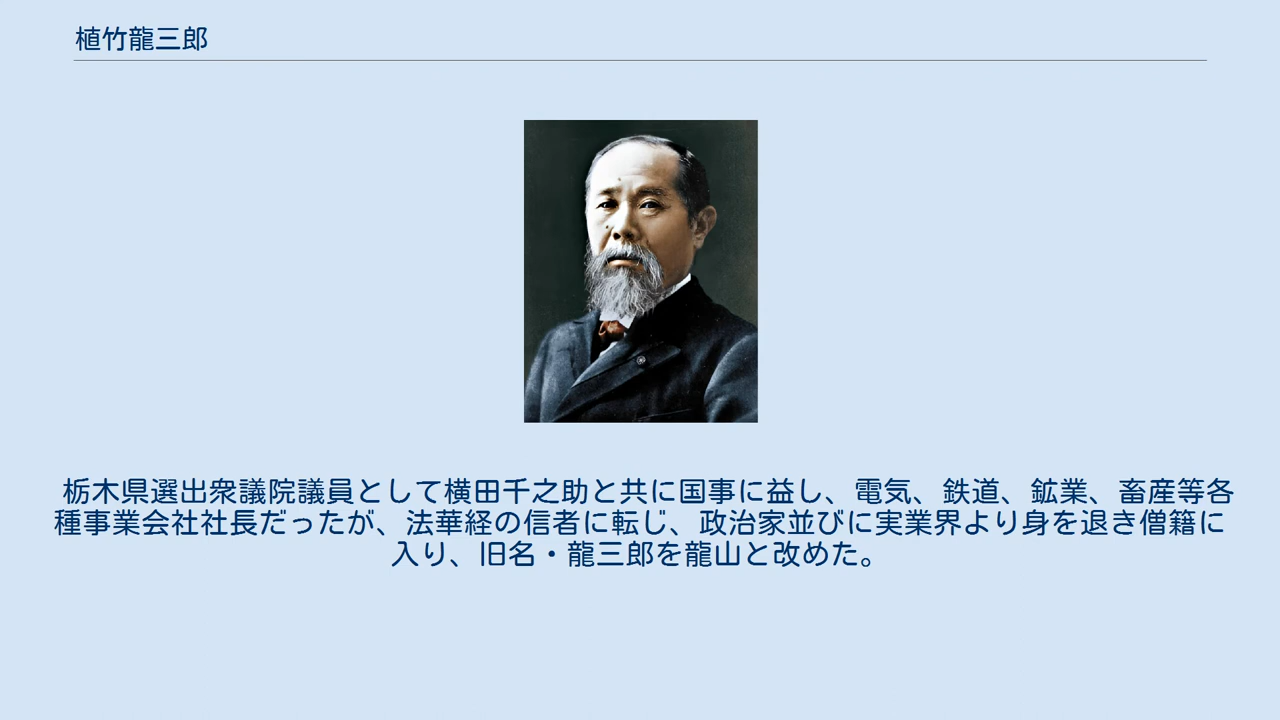 植竹龍三郎
栃木県選出衆議院議員として横田千之助と共に国事に益し、電気、鉄道、鉱業、畜産等各
種事業会社社長だったが、法華経の信者に転じ、政治家並びに実業界より身を退き僧籍に
入り、旧名・龍三郎を龍山と改めた。